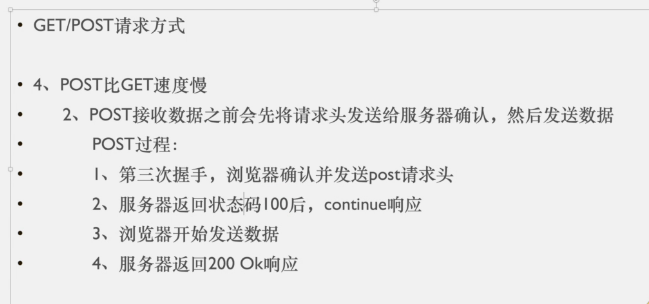 • GET/POST请求方式
• 4、POST比GET速度慢
• 2、POST接收数据之前会先将请求头发送给服务器确认，然后发送数据
• POST过程：
• 1、第三次握手，浏览器确认并发送post请求头
• 2、服务器返回状态码100后，continue响应
• 3、浏览器开始发送数据
• 4、服务器返回200 Ok响应